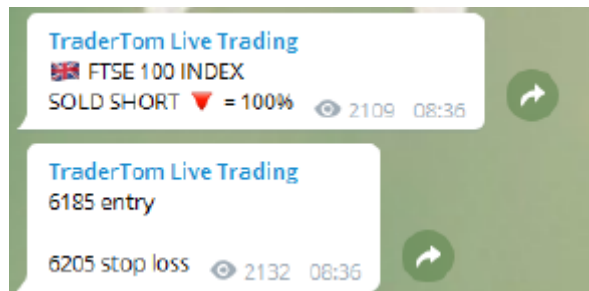 TraderTom Live Trading
🇬🇧 FTSE 100 INDEX
SOLD SHORT 🔻 = 100% 2109 08:36
TraderTom Live Trading
6185 entry
6205 stop loss 2132 08:36